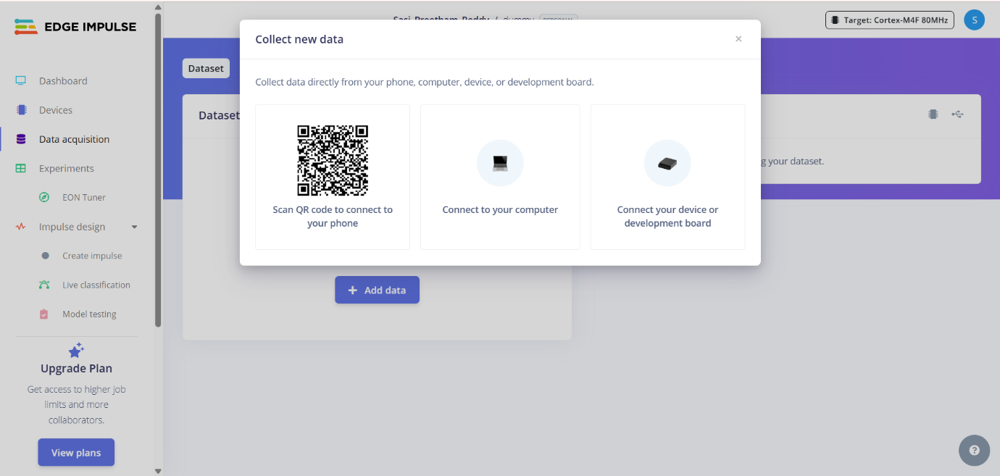 EDGE IMPULSE
Dashboard
Devices
Data acquisition
Experiments
EON Tuner
Impulse design
Create impulse
Live classification
Model testing
Upgrade Plan
Get access to higher job
limits and more
collaborators.
View plans
Sasi_Preetham_Reddy / dummy PERSONAL
Target: Cortex-M4F 80MHz
S
Dataset
Dataset
g your dataset.
Add data
Collect new data
×
Collect data directly from your phone, computer, device, or development board.
Scan QR code to connect to
your phone
Connect to your computer
Connect your device or
development board
?